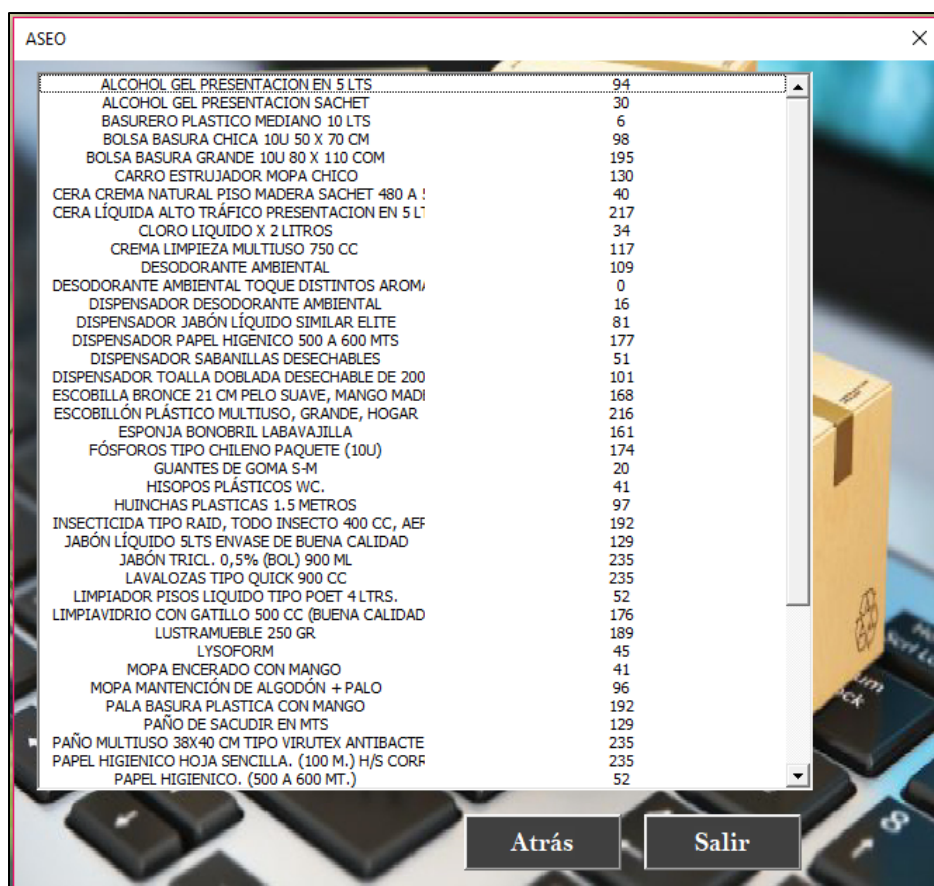 ASEO
ALCOHOL GEL PRESENTACION EN 5 LTS 94
ALCOHOL GEL PRESENTACION SACHET 30
BASURERO PLASTICO MEDIANO 10 LTS 6
BOLSA BASURA CHICA 10U 50 X 70 CM 98
BOLSA BASURA GRANDE 10U 80 X 110 COM 195
CARRO ESTRUJADOR MOPA CHICO 130
CERA CREMA NATURAL PISO MADERA SACHET 480 A 40
CERA LÍQUIDA ALTO TRÁFICO PRESENTACION EN 5 LT 217
CLORO LIQUIDO X 2 LITROS 34
CREMA LIMPIEZA MULTIUSO 750 CC 117
DESODORANTE AMBIENTAL 109
DESODORANTE AMBIENTAL TOQUE DISTINTOS AROMA 0
DISPENSADOR DESODORANTE AMBIENTAL 16
DISPENSADOR JABÓN LÍQUIDO SIMILAR ELITE 81
DISPENSADOR PAPEL HIGENICO 500 A 600 MTS 177
DISPENSADOR SABANILLAS DESECHABLES 51
DISPENSADOR TOALLA DOBLADA DESECHABLE DE 200 101
ESCOBILLA BRONCE 21 CM PELO SUAVE, MANGO MADE 168
ESCOBILLÓN PLÁSTICO MULTIUSO, GRANDE, HOGAR 216
ESPONJA BONOBRIL LABAVAJILLA 161
FÓSFOROS TIPO CHILENO PAQUETE (10U) 174
GUANTES DE GOMA S-M 20
HISOPOS PLÁSTICOS WC. 41
HUINCHAS PLASTICAS 1.5 METROS 97
INSECTICIDA TIPO RAID, TODO INSECTO 400 CC, AER 192
JABÓN LÍQUIDO 5LTS ENVASE DE BUENA CALIDAD 129
JABÓN TRICL. 0,5% (BOL) 900 ML 235
LAVALOZAS TIPO QUICK 900 CC 235
LIMPIADOR PISOS LIQUIDO TIPO POET 4 LTRS. 52
LIMPIAVIDRIO CON GATILLO 500 CC (BUENA CALIDAD 176
LUSTRAMUEBLE 250 GR 189
LYSOFORM 45
MOPA ENCERADO CON MANGO 41
MOPA MANTENCIÓN DE ALGODÓN + PALO 96
PALA BASURA PLASTICA CON MANGO 192
PAÑO DE SACUDIR EN MTS 129
PAÑO MULTIUSO 38X40 CM TIPO VIRUTEX ANTIBACTE 235
PAPEL HIGIENICO HOJA SENCILLA. (100 M.) H/S CORR 235
PAPEL HIGIENICO. (500 A 600 MT.) 52
Atrás
Salir